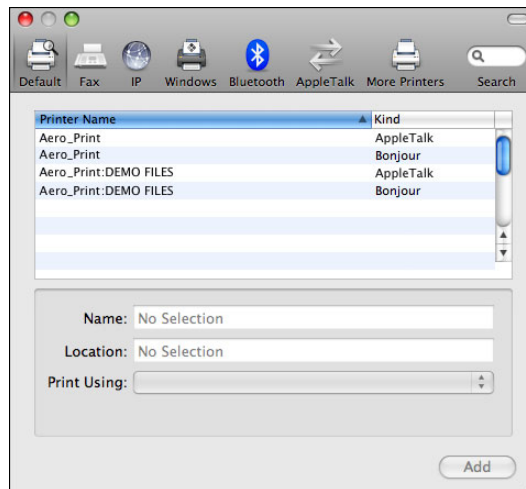 Default Fax IP Windows Bluetooth AppleTalk More Printers Search
Printer Name Kind
Aero_Print AppleTalk
Aero_Print Bonjour
Aero_Print:DEMO FILES AppleTalk
Aero_Print:DEMO FILES Bonjour
Name: No Selection
Location: No Selection
Print Using:
Add